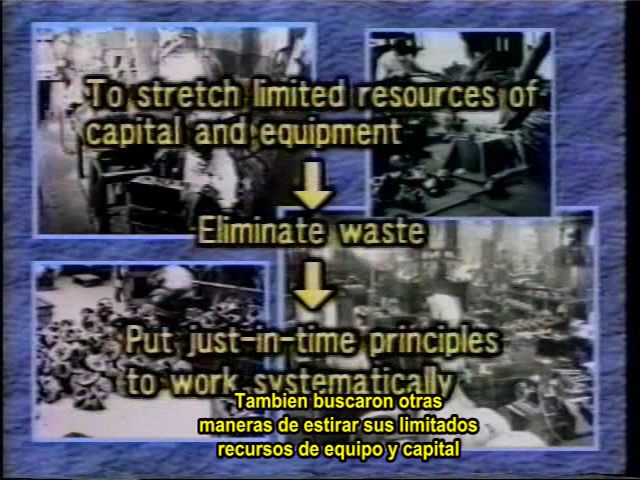 To stretch limited resources of
capital and equipment
Eliminate waste
Put just-in-time principles
to work systematically
Tambien buscaron otras
maneras de estirar sus limitados
recursos de equipo y capital